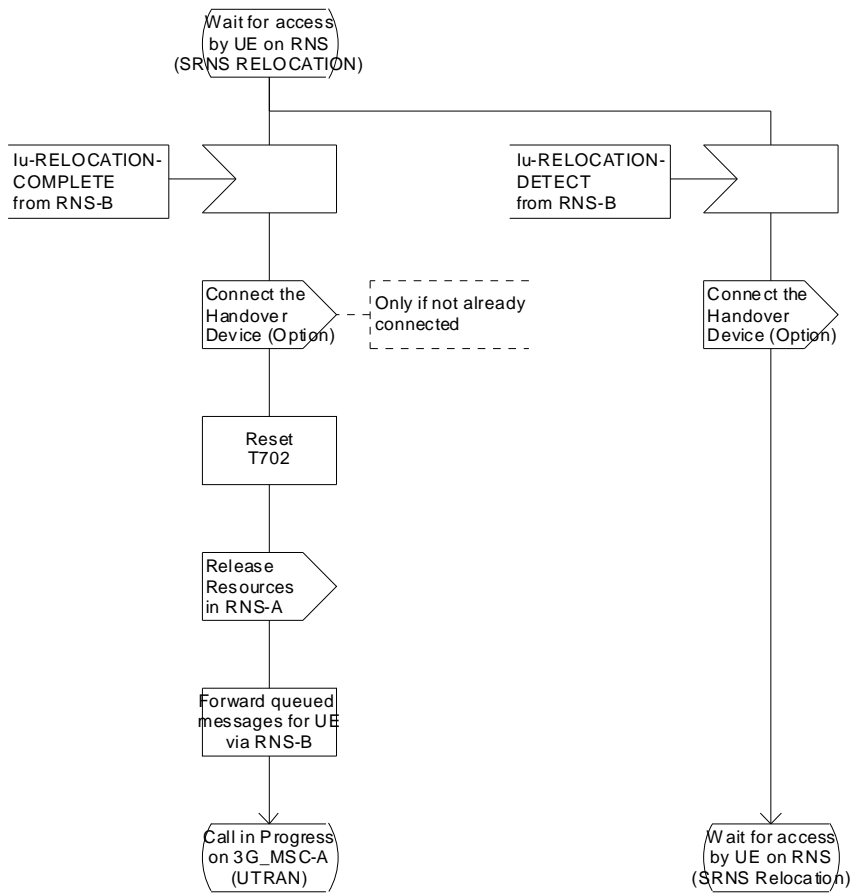 Wait for access
by UE on RNS
(SRNS RELOCATION)
Iu-RELOCATION-
COMPLETE
from RNS-B
Iu-RELOCATION-
DETECT
from RNS-B
Connect the
Handover
Device (Option)
Only if not already
connected
Connect the
Handover
Device (Option)
Reset
T702
Release
Resources
in RNS-A
Forward queued
messages for UE
via RNS-B
Call in Progress
on 3G_MSC-A
(UTRAN)
Wait for access
by UE on RNS
(SRNS Relocation)